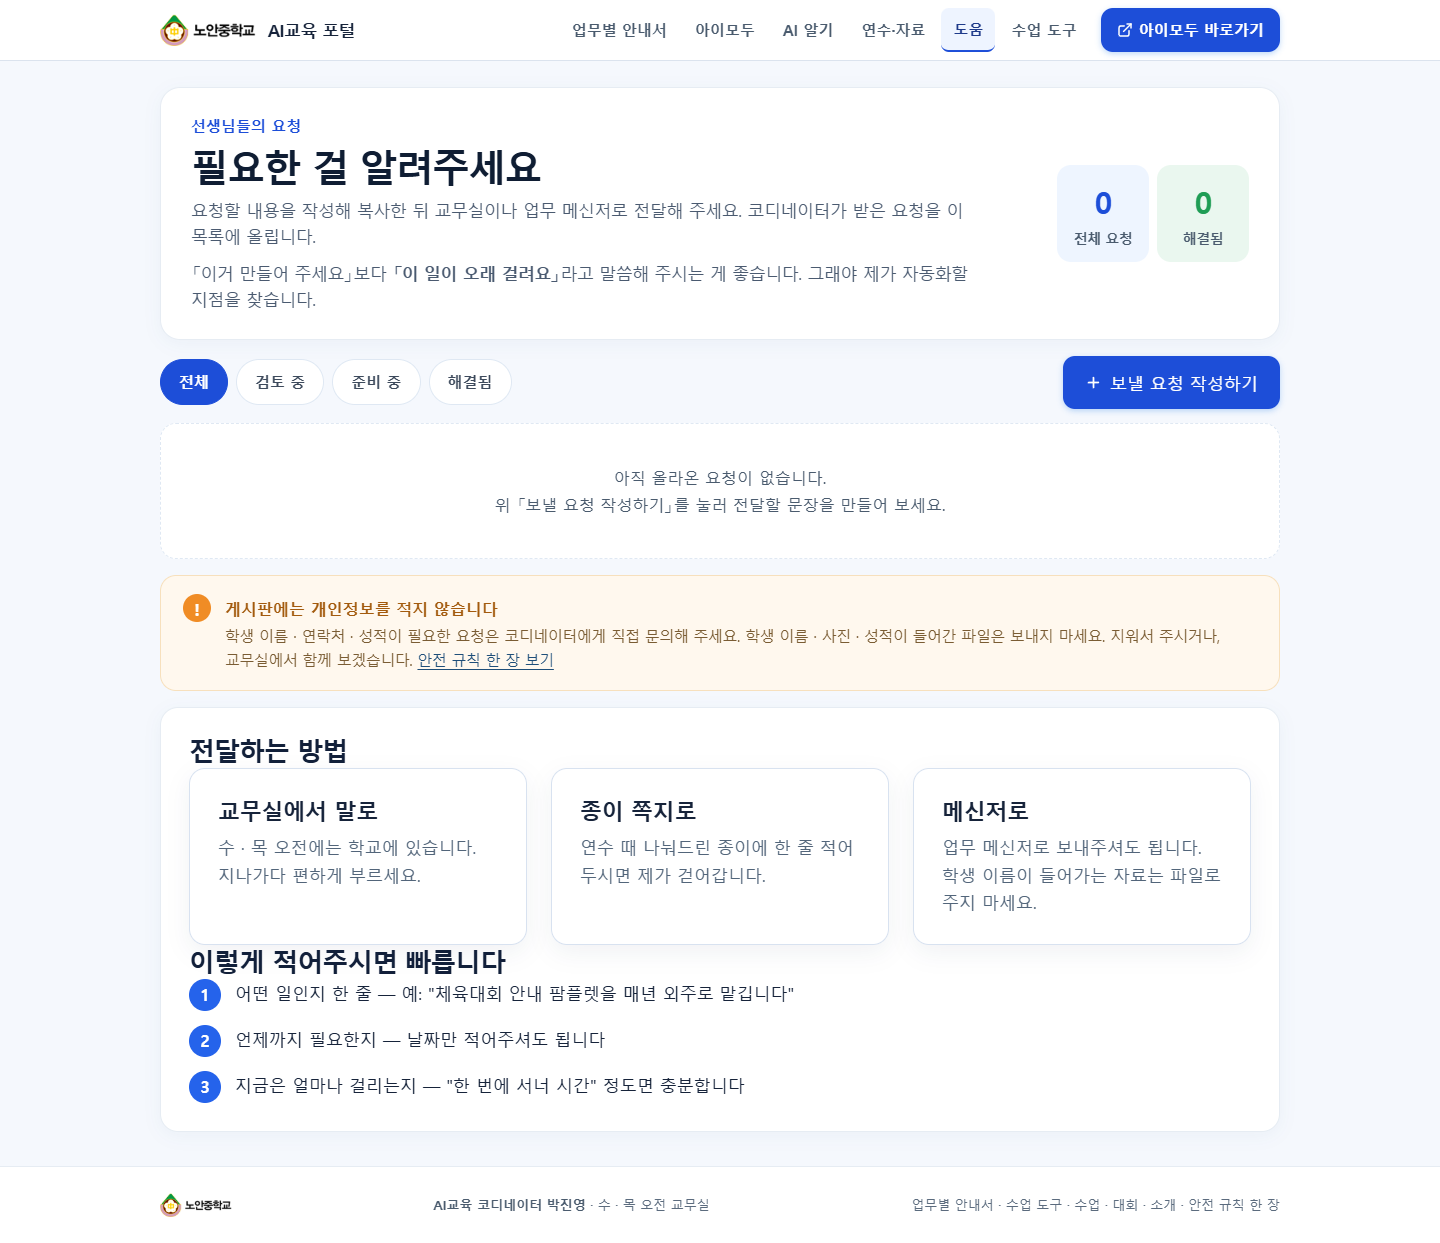 노안중학교 AI교육 포털
업무별 안내서 아이모두 AI 알기 연수·자료 도움 수업 도구 아이모두 바로가기
선생님들의 요청
필요한 걸 알려주세요
요청할 내용을 작성해 복사한 뒤 교무실이나 업무 메신저로 전달해 주세요. 코디네이터가 받은 요청을 이
목록에 올립니다.
「이거 만들어 주세요」보다 「이 일이 오래 걸려요」라고 말씀해 주시는 게 좋습니다. 그래야 제가 자동화할
지점을 찾습니다.
0
전체 요청
0
해결됨
전체 검토 중 준비 중 해결됨
+ 보낼 요청 작성하기
아직 올라온 요청이 없습니다.
위 「보낼 요청 작성하기」를 눌러 전달할 문장을 만들어 보세요.
! 게시판에는 개인정보를 적지 않습니다
학생 이름 · 연락처 · 성적이 필요한 요청은 코디네이터에게 직접 문의해 주세요. 학생 이름 · 사진 · 성적이 들어간 파일은 보내지 마세요. 지워서 주시거나,
교무실에서 함께 보겠습니다. 안전 규칙 한 장 보기
전달하는 방법
교무실에서 말로
수 · 목 오전에는 학교에 있습니다.
지나가다 편하게 부르세요.
종이 쪽지로
연수 때 나눠드린 종이에 한 줄 적어
두시면 제가 걷어갑니다.
메신저로
업무 메신저로 보내주셔도 됩니다.
학생 이름이 들어가는 자료는 파일로
주지 마세요.
이렇게 적어주시면 빠릅니다
1 어떤 일인지 한 줄 — 예: "체육대회 안내 팜플렛을 매년 외주로 맡깁니다"
2 언제까지 필요한지 — 날짜만 적어주셔도 됩니다
3 지금은 얼마나 걸리는지 — "한 번에 서너 시간" 정도면 충분합니다
노안중학교
AI교육 코디네이터 박진영 · 수 · 목 오전 교무실
업무별 안내서 · 수업 도구 · 수업 · 대회 · 소개 · 안전 규칙 한 장